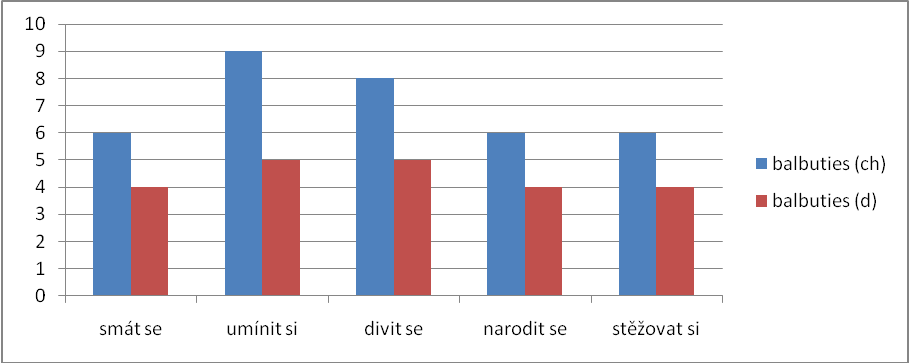 10
9
8
7
6
5
4
3
2
1
0
smát se
umínit si
divit se
narodit se
stěžovat si
balbuties (ch)
balbuties (d)